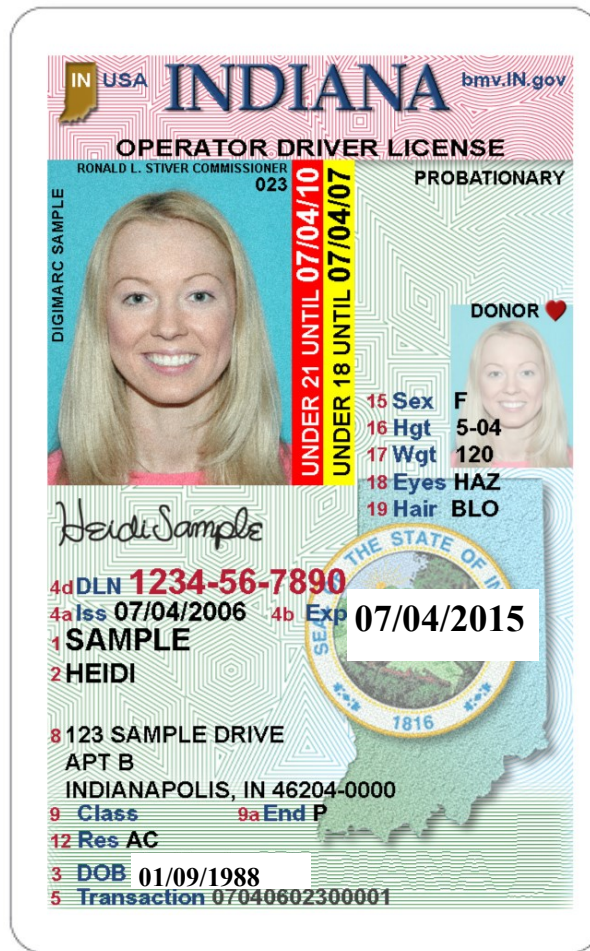 IN USA INDIANA bmv.IN.gov
OPERATOR DRIVER LICENSE
RONALD L. STIVER COMMISSIONER
023
DIGIMARC SAMPLE
UNDER 21 UNTIL 07/04/10
UNDER 18 UNTIL 07/04/07
PROBATIONARY
DONOR
15 Sex F
16 Hgt 5-04
17 Wgt 120
18 Eyes HAZ
19 Hair BLO
Heidi Sample
4d DLN 1234-56-7890
4a Iss 07/04/2006 4b Exp 07/04/2015
1 SAMPLE
2 HEIDI
SEAL THE STATE OF IN
1816
8 123 SAMPLE DRIVE
APT B
INDIANAPOLIS, IN 46204-0000
9 Class 9a End P
12 Res AC
3 DOB 01/09/1988
5 Transaction 07040602300001